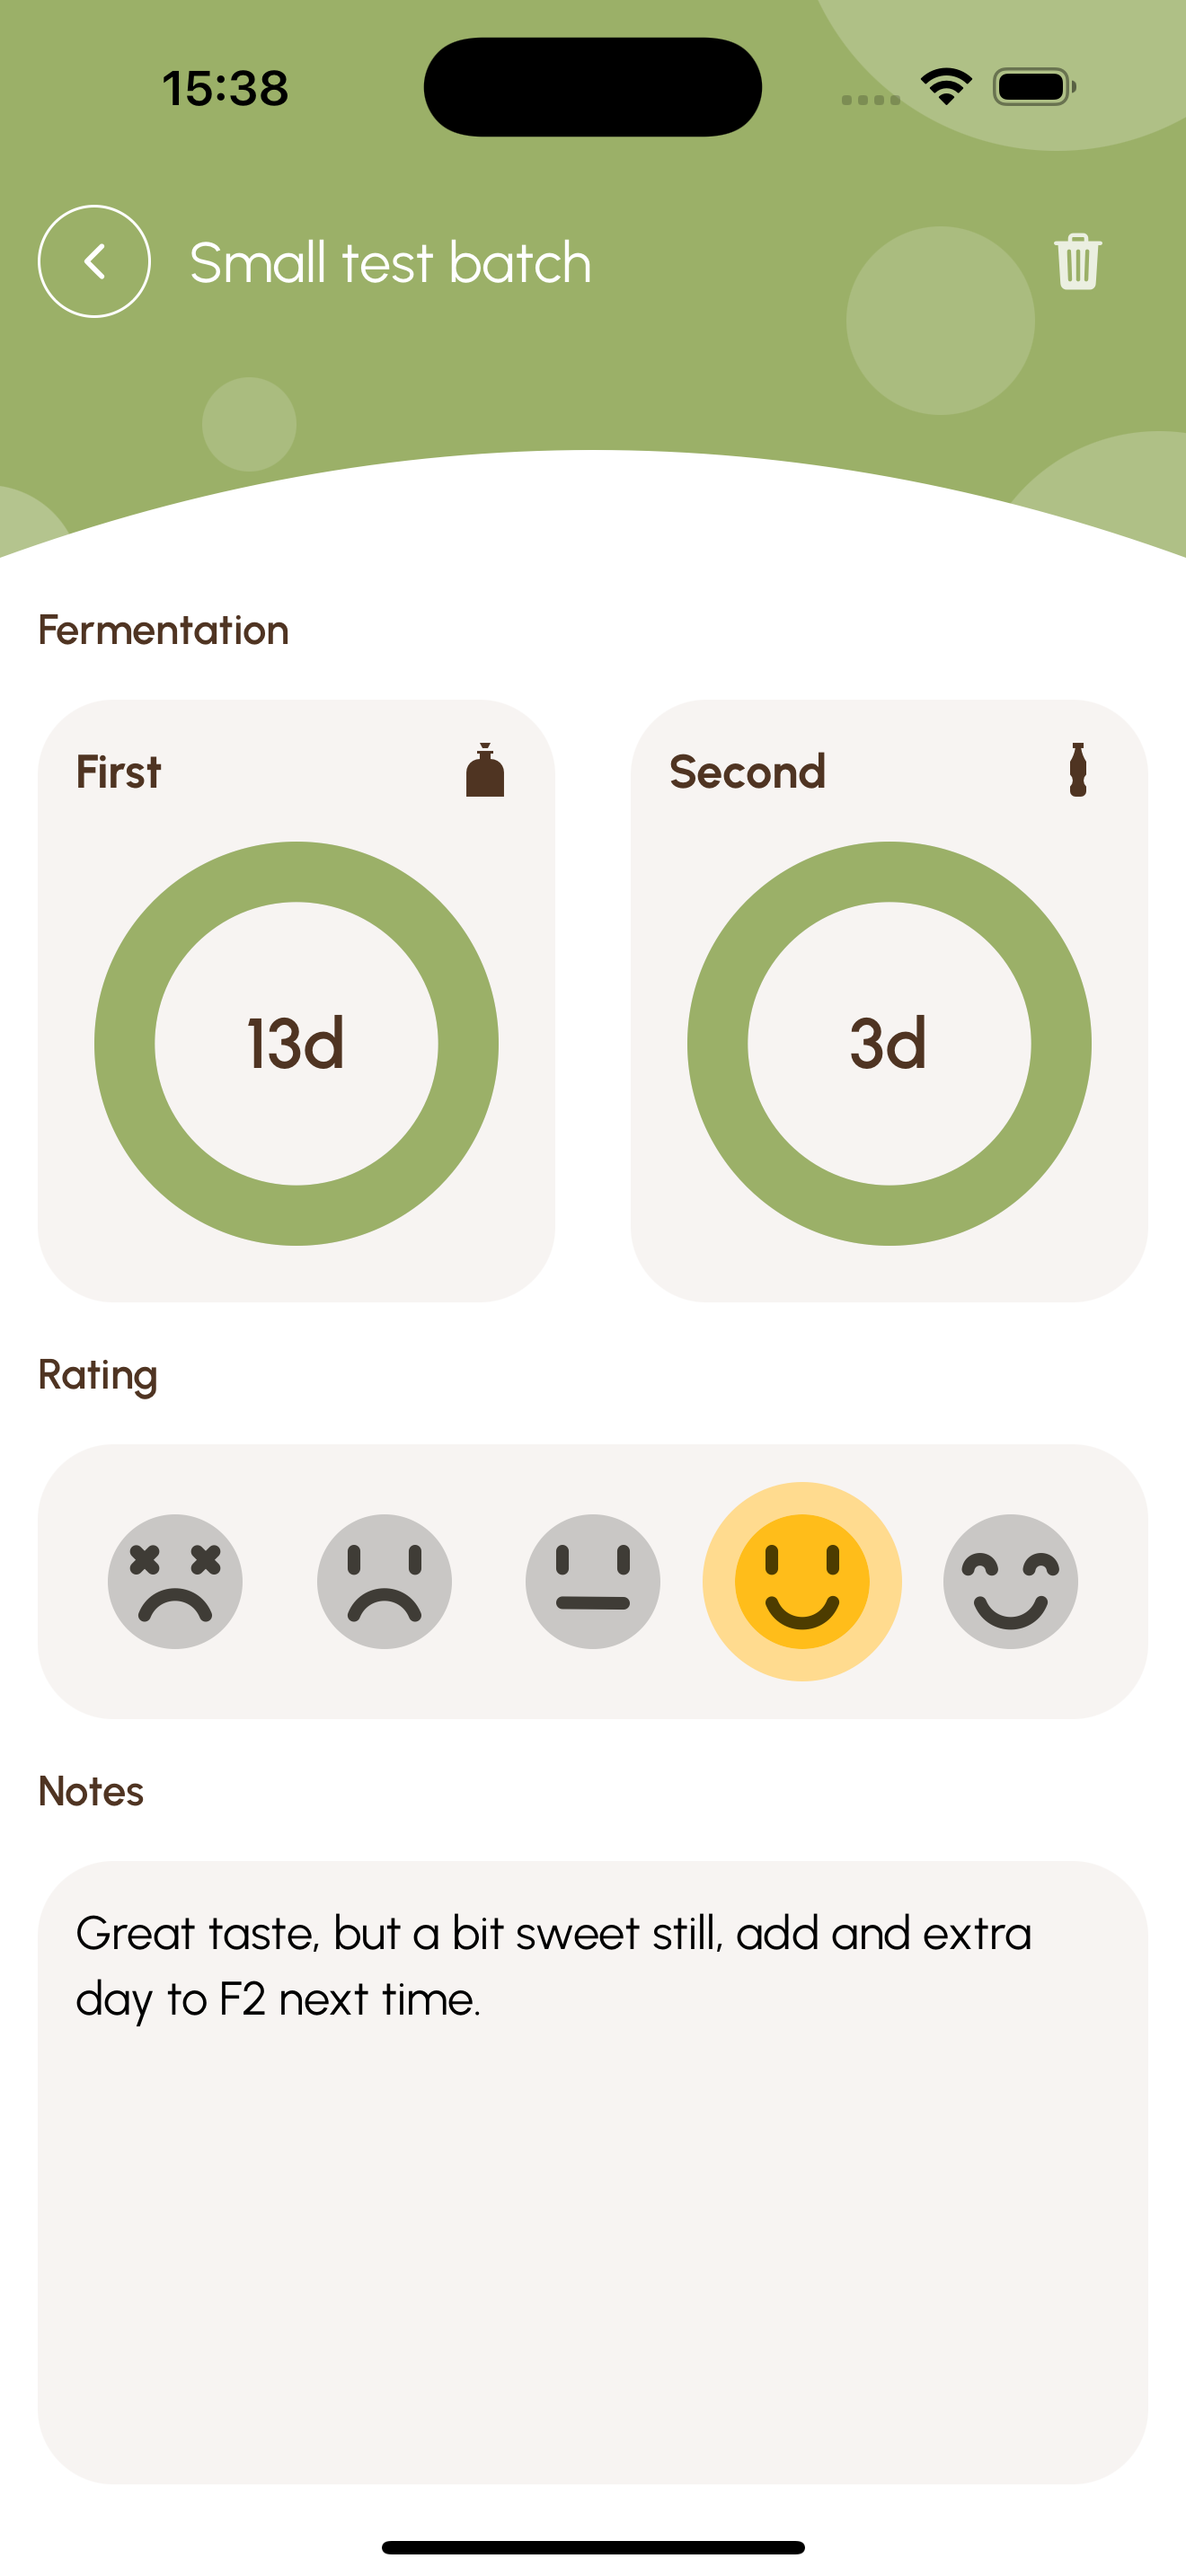 15:38
Small test batch
Fermentation
First
Second
13d
3d
Rating
Notes
Great taste, but a bit sweet still, add and extra
day to F2 next time.